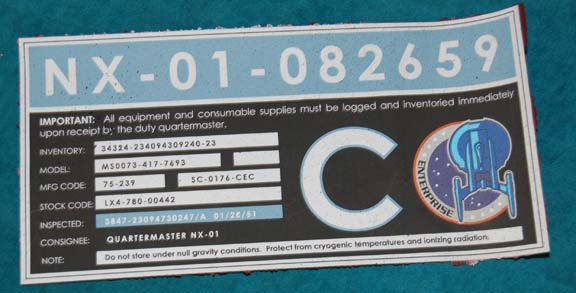 NX-01-082659
IMPORTANT: All equipment and consumable supplies must be logged and inventoried immediately
upon receipt by the duty quartermaster.
INVENTORY: 34324-234094309240-23
MODEL: MS0073-417-7693
MFG CODE: 75-239 SC-0176-CEC
STOCK CODE: LX4-780-00442
INSPECTED: 3847-23094730247/A 01/28/51
CONSIGNEE: QUARTERMASTER NX-01
NOTE: Do not store under null gravity conditions. Protect from cryogenic temperatures and ionizing radiation.
C
ENTERPRISE